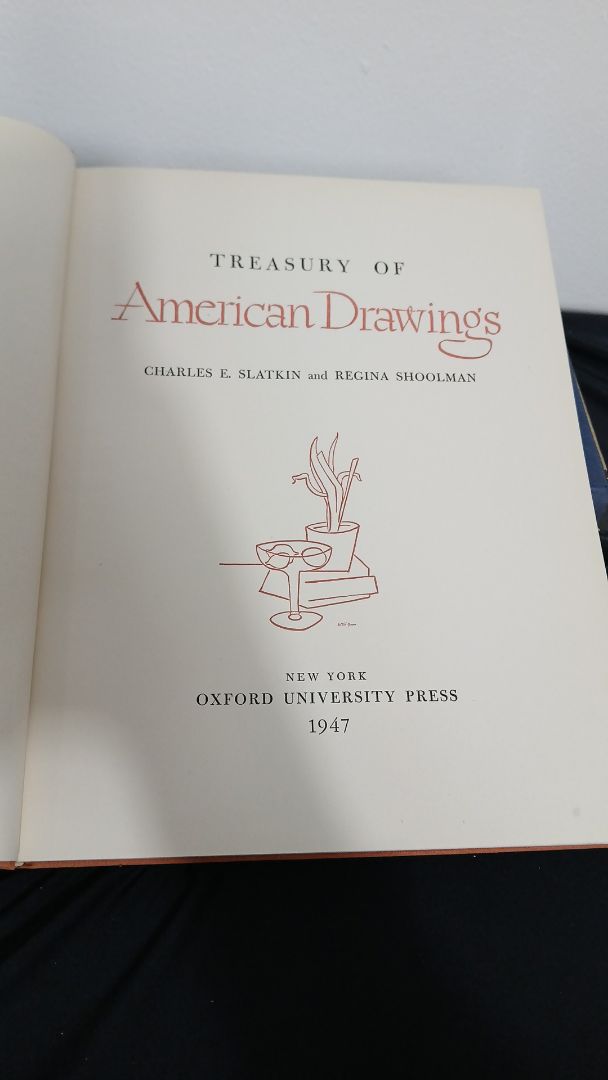 TREASURY OF
American Drawings
CHARLES E. SLATKIN and REGINA SHOOLMAN
NEW YORK
OXFORD UNIVERSITY PRESS
1947